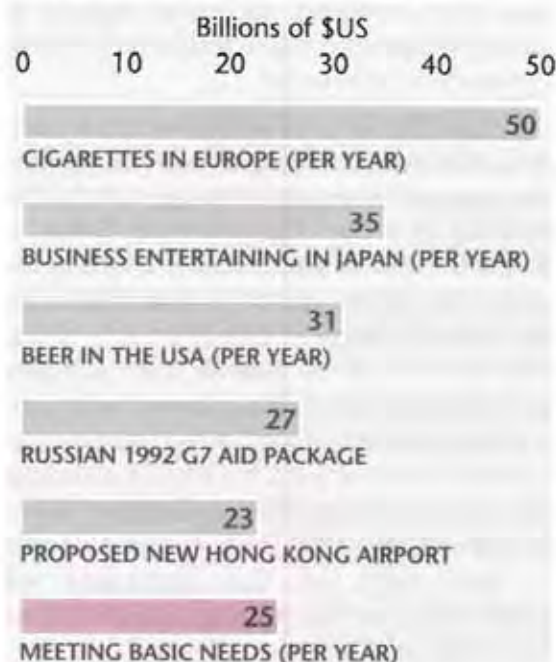 Billions of $US
0 10 20 30 40 50
50
CIGARETTES IN EUROPE (PER YEAR)
35
BUSINESS ENTERTAINING IN JAPAN (PER YEAR)
31
BEER IN THE USA (PER YEAR)
27
RUSSIAN 1992 G7 AID PACKAGE
23
PROPOSED NEW HONG KONG AIRPORT
25
MEETING BASIC NEEDS (PER YEAR)